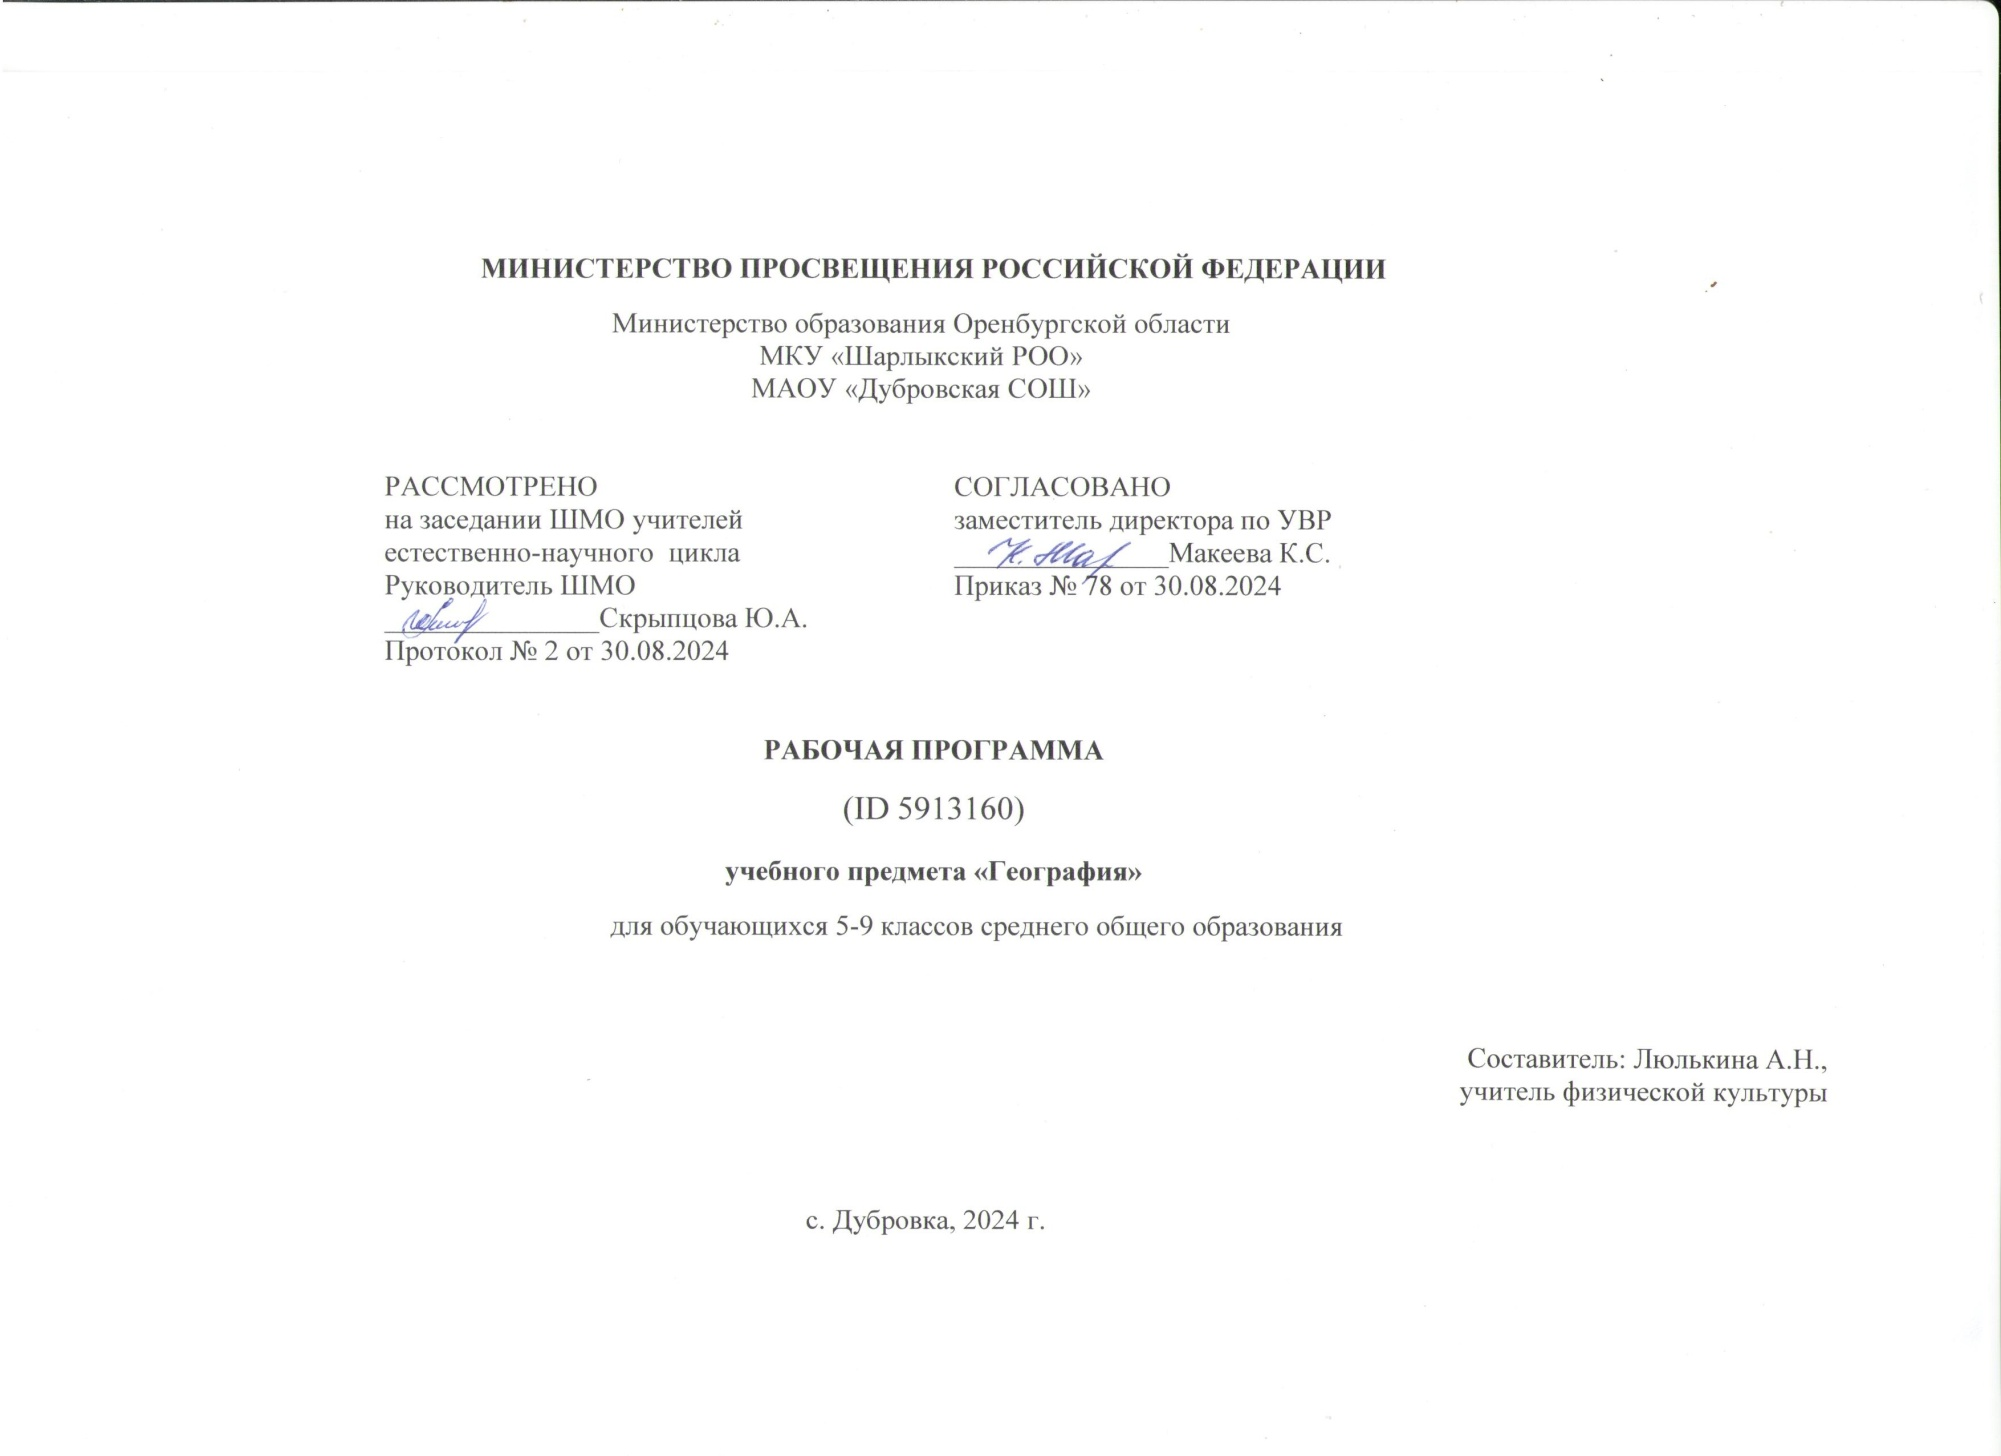 МИНИСТЕРСТВО ПРОСВЕЩЕНИЯ РОССИЙСКОЙ ФЕДЕРАЦИИ
Министерство образования Оренбургской области
МКУ «Шарлыкский РОО»
МАОУ «Дубровская СОШ»
РАССМОТРЕНО
на заседании ШМО учителей
естественно-научного цикла
Руководитель ШМО
Скрыпцова Ю.А.
Протокол № 2 от 30.08.2024
СОГЛАСОВАНО
заместитель директора по УВР
Макеева К.С.
Приказ № 78 от 30.08.2024
РАБОЧАЯ ПРОГРАММА
(ID 5913160)
учебного предмета «География»
для обучающихся 5-9 классов среднего общего образования
Составитель: Люлькина А.Н.,
учитель физической культуры
с. Дубровка, 2024 г.